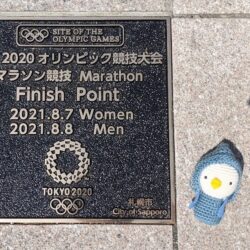 SITE OF THE
OLYMPIC GAMES
2020 オリンピック競技大会
マラソン競技 Marathon
Finish Point
2021.8.7 Women
2021.8.8 Men
TOKYO 2020
札幌市
City of Sapporo